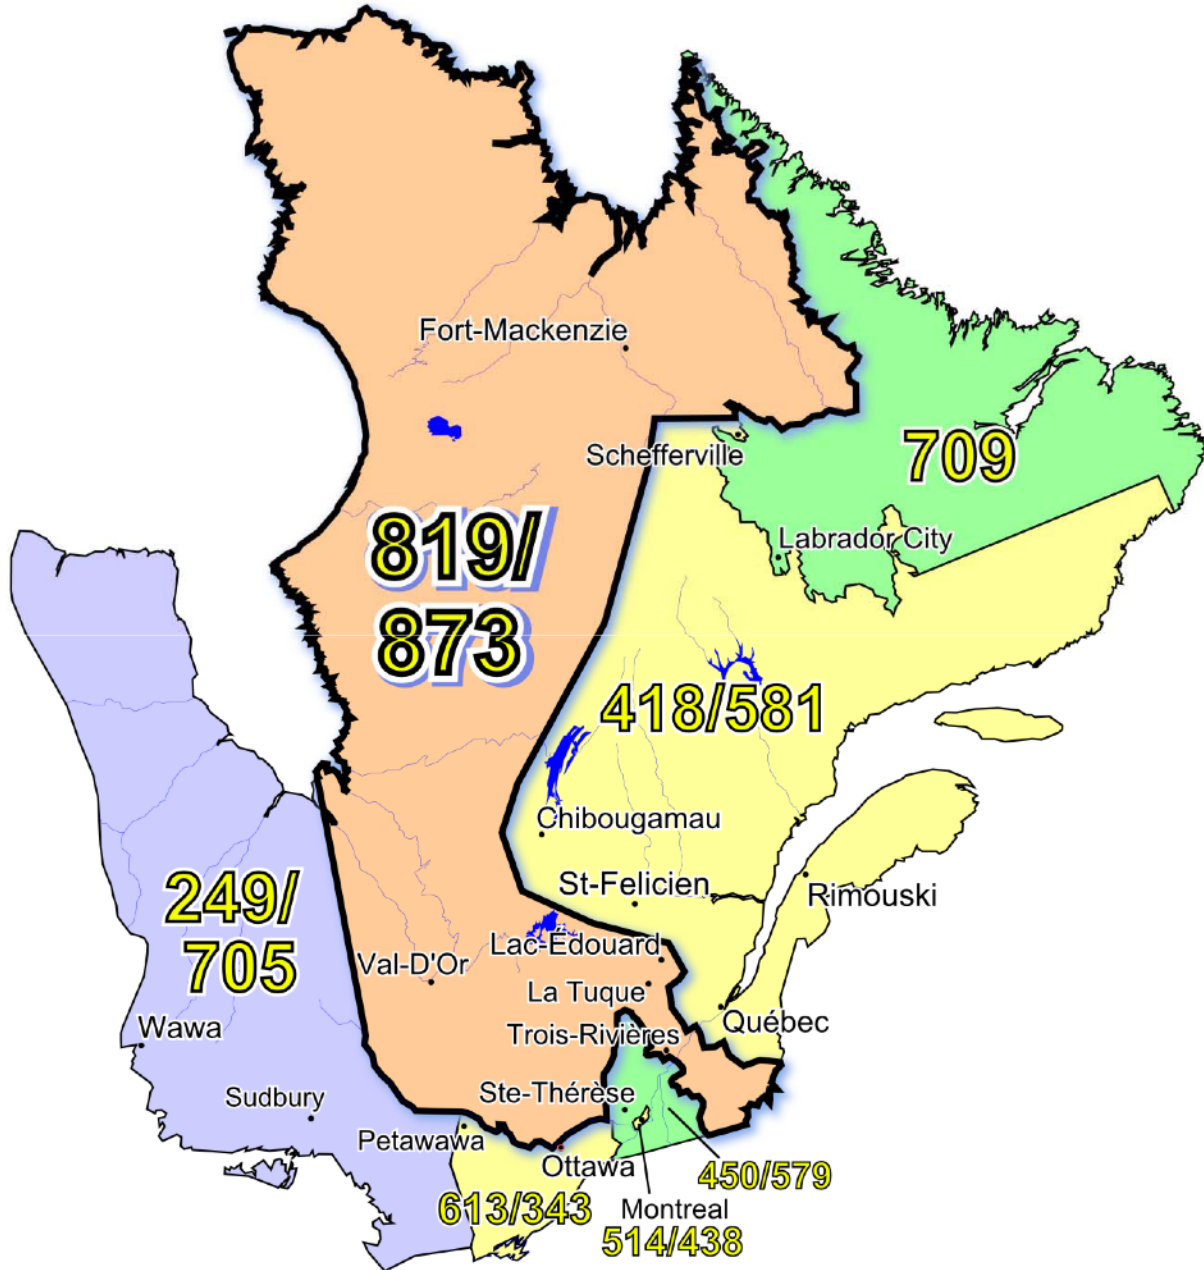 Fort-Mackenzie
Schefferville
709
819/
873
Labrador City
418/581
Chibougamau
249/
705
St-Felicien
Rimouski
Lac-Édouard
Val-D'Or
La Tuque
Québec
Wawa
Trois-Rivières
Sudbury
Ste-Thérèse
Petawawa
Ottawa
450/579
613/343
Montreal
514/438